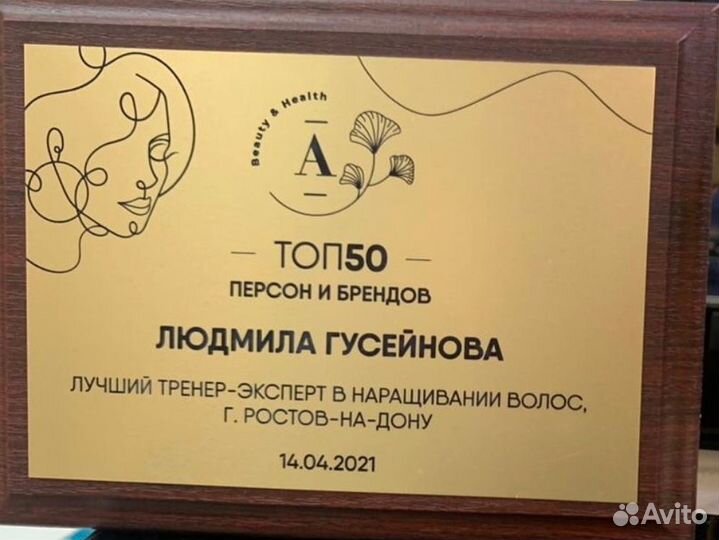 Beauty & Health
A
ТОП50
ПЕРСОН И БРЕНДОВ
ЛЮДМИЛА ГУСЕЙНОВА
ЛУЧШИЙ ТРЕНЕР-ЭКСПЕРТ В НАРАЩИВАНИИ ВОЛОС,
Г. РОСТОВ-НА-ДОНУ
14.04.2021
Avito